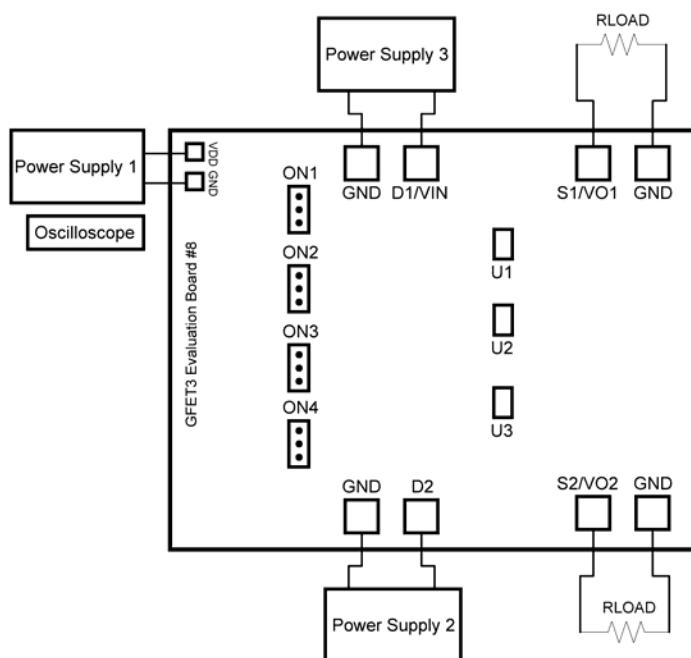 RLOAD
Power Supply 3
Power Supply 1
VDD
GND
GND
D1/VIN
S1/VO1
GND
Oscilloscope
GFET3 Evaluation Board #8
ON1
ON2
ON3
ON4
U1
U2
U3
GND
D2
S2/VO2
GND
Power Supply 2
RLOAD